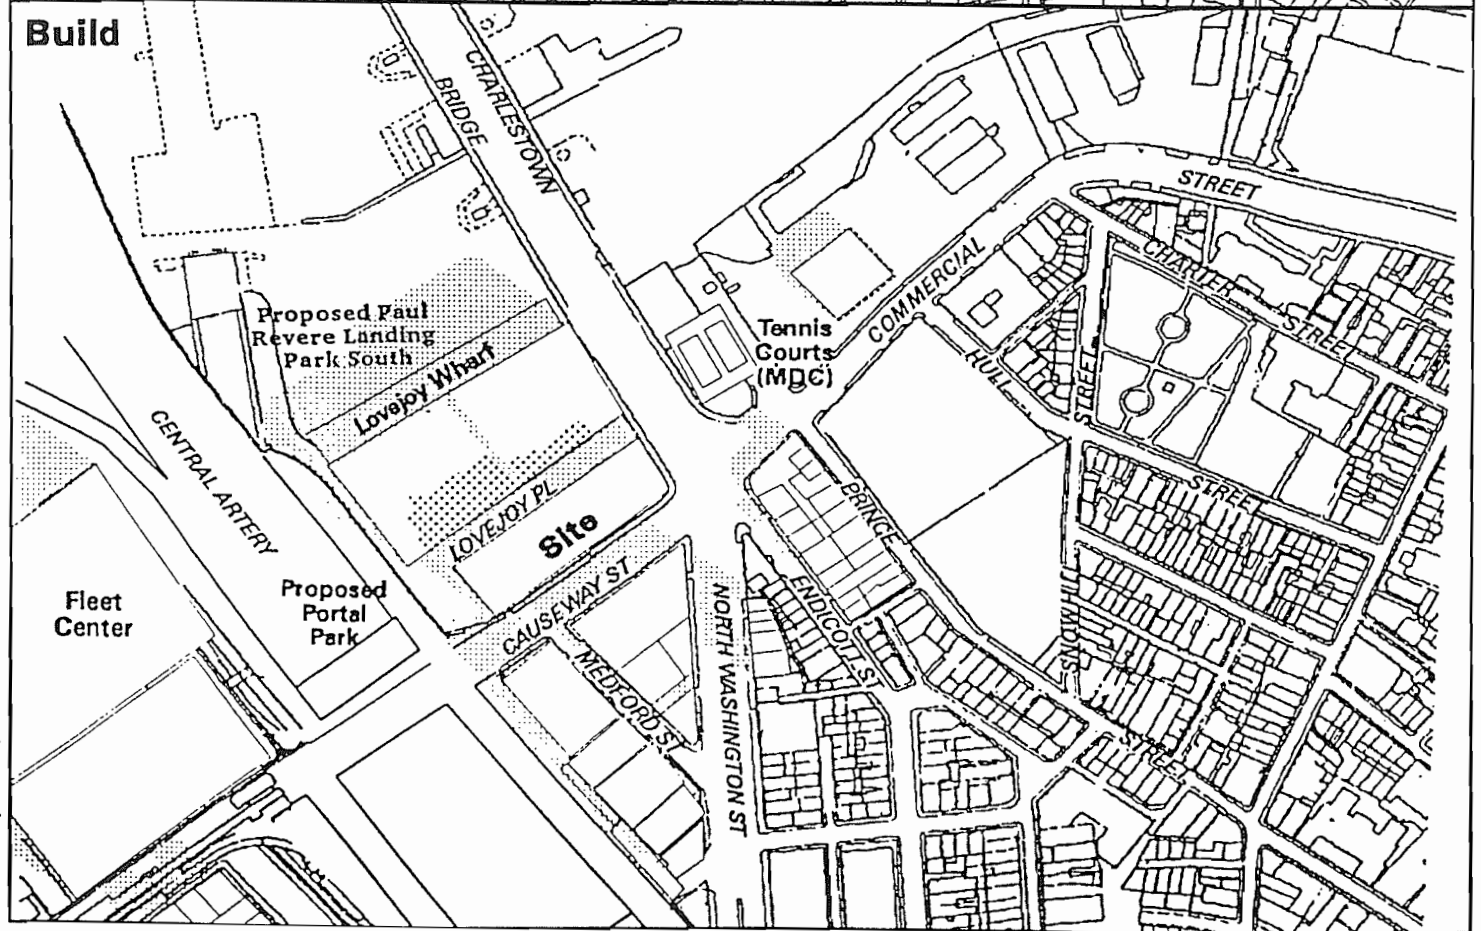 Build
BRIDGE
CHARLESTOWN
STREET
Proposed Paul
Revere Landing
Park South
Lovejoy Wharf
COMMERCIAL
CHARTER
STREET
Tennis
Courts
(MDC)
HULL
STREET
STREET
CENTRAL ARTERY
LOVEJOY PL
Site
PRINCE
CAUSEWAY ST
Fleet
Center
Proposed
Portal
Park
ENDICOTT ST
NORTH WASHINGTON ST
MEDFORD ST
SNOWHILL
STREET